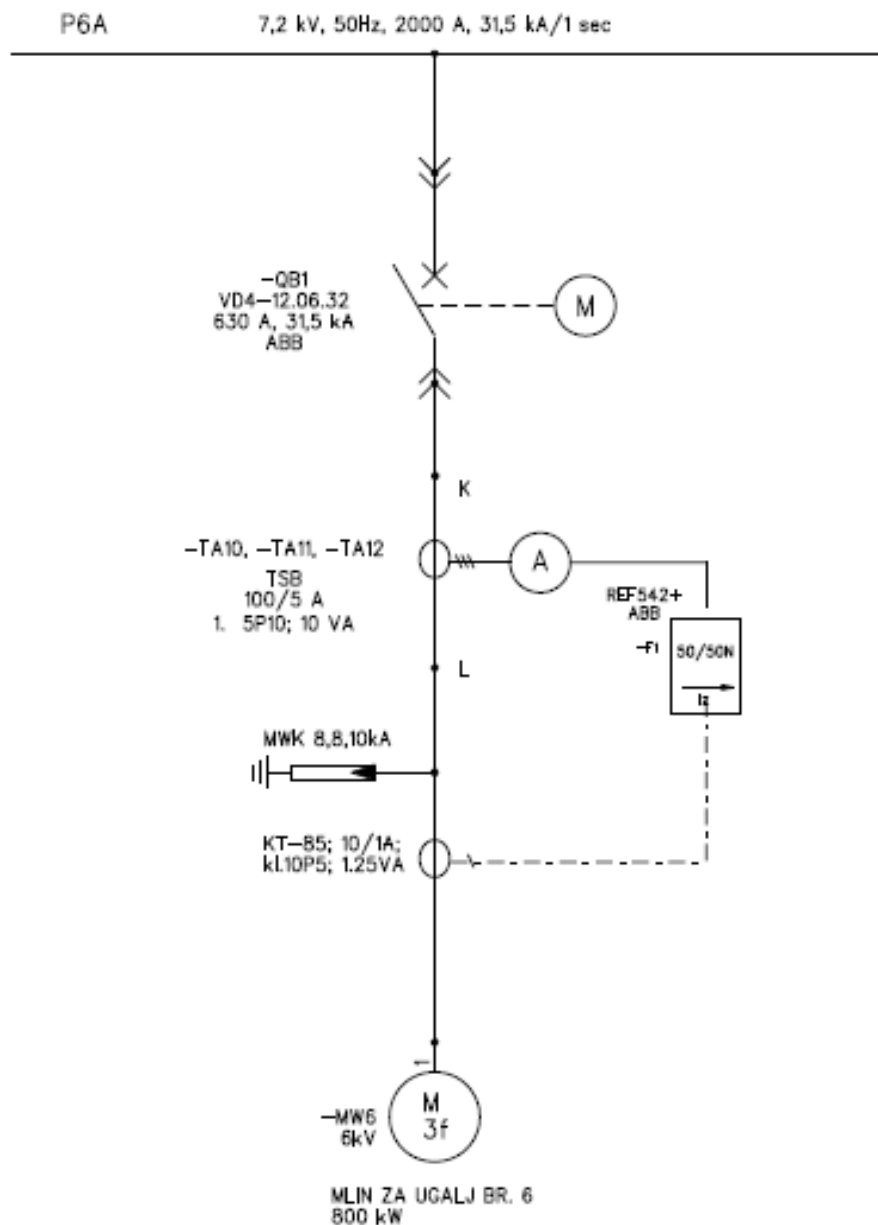 P6A
7,2 kV, 50Hz, 2000 A, 31,5 kA/1 sec
-QB1
VD4-12.06.32
630 A, 31,5 kA
ABB
M
K
-TA10, -TA11, -TA12
TSB
100/5 A
1. 5P10; 10 VA
A
REF542+
ABB
-F1
50/50N
L
MWK 8,8,10kA
KT-85; 10/1A;
kl.10P5; 1.25VA
1
-MW6
6kV
M
3f
MLIN ZA UGALJ BR. 6
800 kW